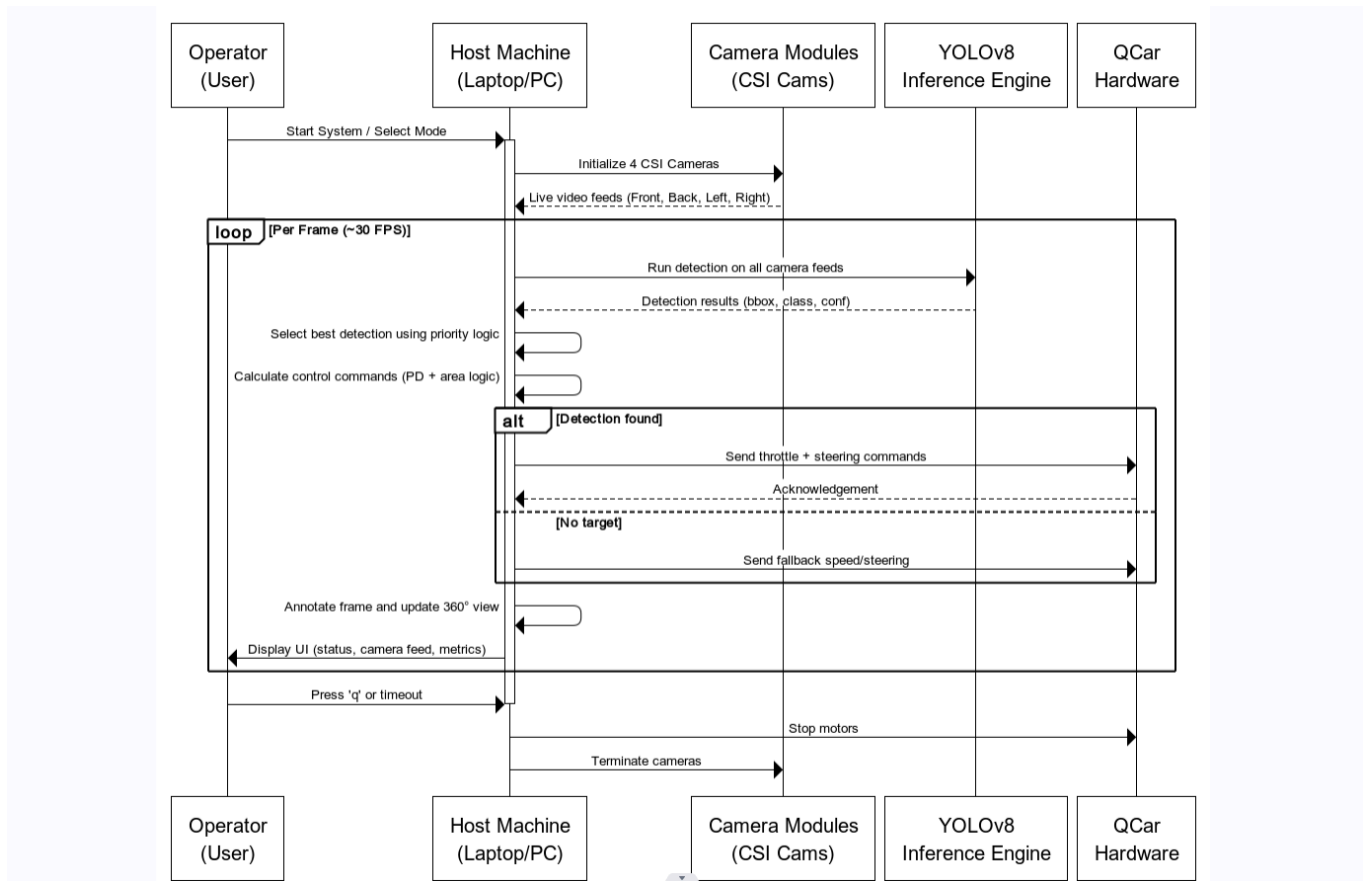 Operator
(User)
Host Machine
(Laptop/PC)
Camera Modules
(CSI Cams)
YOLOv8
Inference Engine
QCar
Hardware
Start System / Select Mode
Initialize 4 CSI Cameras
Live video feeds (Front, Back, Left, Right)
loop
[Per Frame (~30 FPS)]
Run detection on all camera feeds
Detection results (bbox, class, conf)
Select best detection using priority logic
Calculate control commands (PD + area logic)
alt
[Detection found]
Send throttle + steering commands
Acknowledgement
[No target]
Send fallback speed/steering
Annotate frame and update 360° view
Display UI (status, camera feed, metrics)
Press 'q' or timeout
Stop motors
Terminate cameras
Operator
(User)
Host Machine
(Laptop/PC)
Camera Modules
(CSI Cams)
YOLOv8
Inference Engine
QCar
Hardware